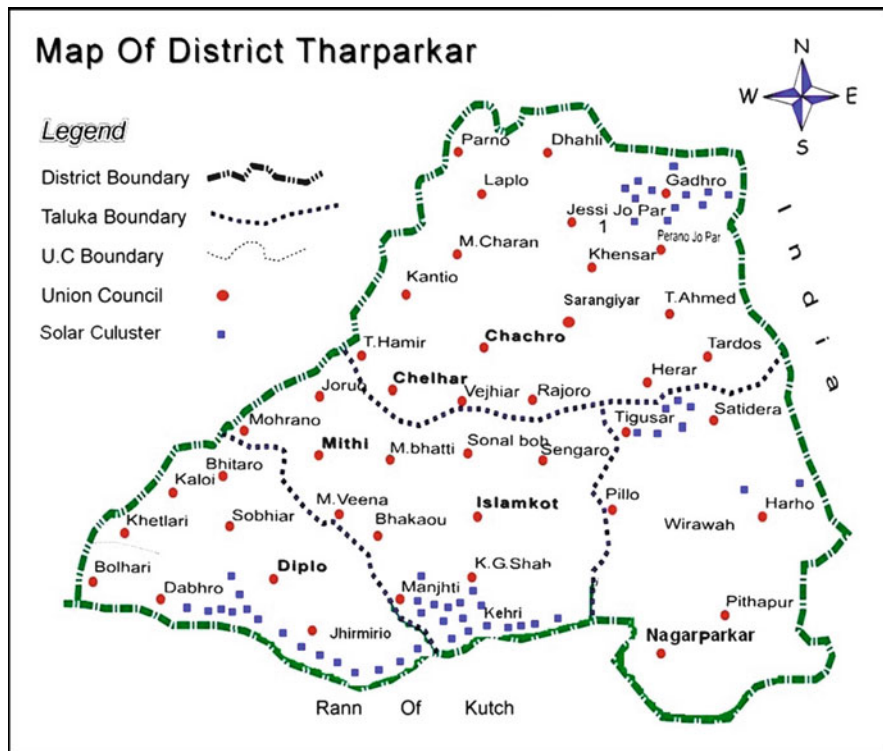 Map Of District Tharparkar
N
W E
S
Legend
District Boundary
Taluka Boundary
U.C Boundary
Union Council
Solar Culuster
Parno
Dhahli
Laplo
Gadhro
Jessi Jo Par
1
Perano Jo Par
M.Charan
Khensar
Kantio
Sarangiyar
T.Ahmed
Chachro
T.Hamir
Tardos
Chelhar
Herar
Joruo
Vejhiar
Rajoro
India
Mohrano
Tigusar
Satidera
Mithi
M.bhatti
Sonal boh
Sengaro
Bhitaro
Kaloi
M.Veena
Islamkot
Pillo
Harho
Khetlari
Sobhiar
Bhakaou
Wirawah
Bolhari
Diplo
K.G.Shah
Dabhro
Manjhti
Kehri
Pithapur
Jhirmirio
Nagarparkar
Rann Of Kutch